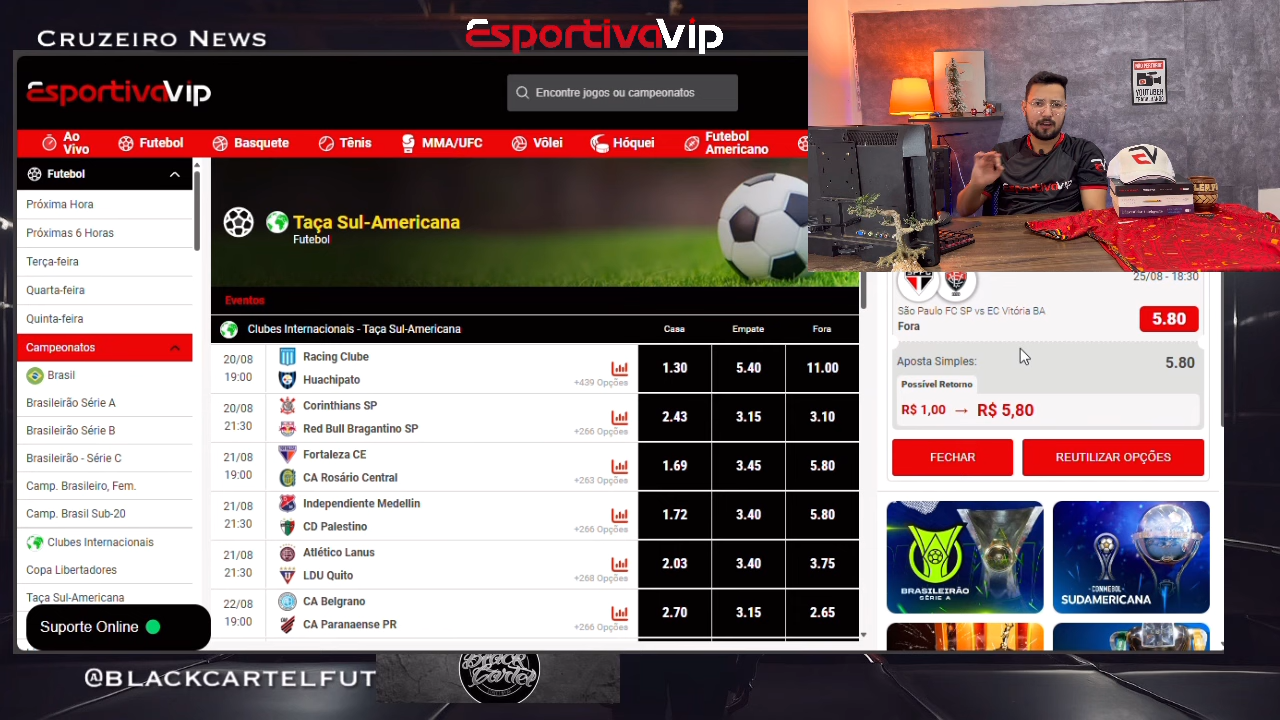 CRUZEIRO NEWS
EsportivaVip
EsportivaVip
Encontre jogos ou campeonatos
Ao Vivo
Futebol
Basquete
Tênis
MMA/UFC
Vôlei
Hóquei
Futebol Americano
Futebol
Próxima Hora
Próximas 6 Horas
Terça-feira
Quarta-feira
Quinta-feira
Campeonatos
Brasil
Brasileirão Série A
Brasileirão Série B
Brasileirão - Série C
Camp. Brasileiro, Fem.
Camp. Brasil Sub-20
Clubes Internacionais
Copa Libertadores
Taça Sul-Americana
Suporte Online
Taça Sul-Americana
Futebol
Eventos
Clubes Internacionais - Taça Sul-Americana Casa Empate Fora
20/08 19:00 Racing Clube Huachipato +439 Opções 1.30 5.40 11.00
20/08 21:30 Corinthians SP Red Bull Bragantino SP +266 Opções 2.43 3.15 3.10
21/08 19:00 Fortaleza CE CA Rosário Central +263 Opções 1.69 3.45 5.80
21/08 21:30 Independiente Medellin CD Palestino +266 Opções 1.72 3.40 5.80
21/08 21:30 Atlético Lanus LDU Quito +268 Opções 2.03 3.40 3.75
22/08 19:00 CA Belgrano CA Paranaense PR +266 Opções 2.70 3.15 2.65
YOUTUBER
TRABALHANDO
EsportivaVip
25/08 - 18:30
São Paulo FC SP vs EC Vitória BA
Fora
5.80
Aposta Simples: 5.80
Possível Retorno
R$ 1,00 → R$ 5,80
FECHAR
REUTILIZAR OPÇÕES
BRASILEIRÃO
SÉRIE A
CONMEBOL
SUDAMERICANA
@BLACKCARTELFUT
Black
Cartel